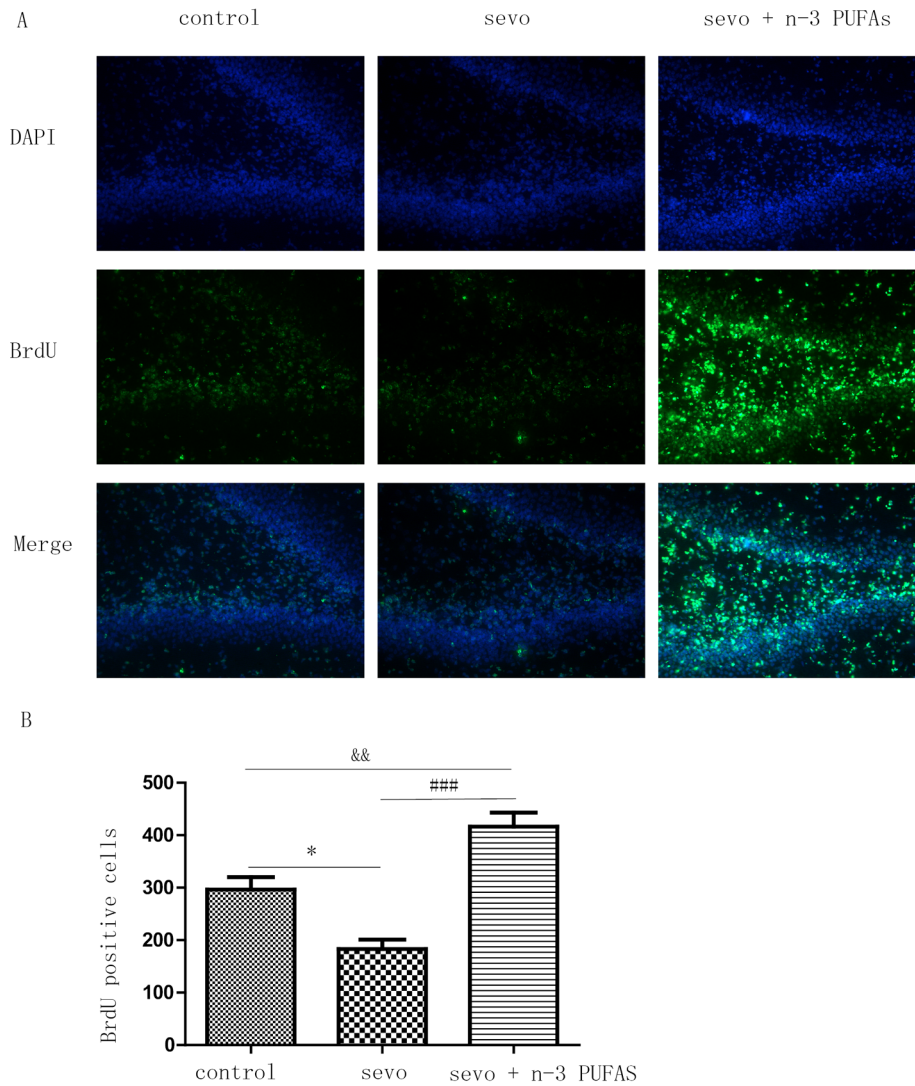 A
control sevo sevo + n-3 PUFAs
DAPI
BrdU
Merge
B
&&
###
*
500
400
300
200
100
0
BrdU positive cells
control sevo sevo + n-3 PUFAS